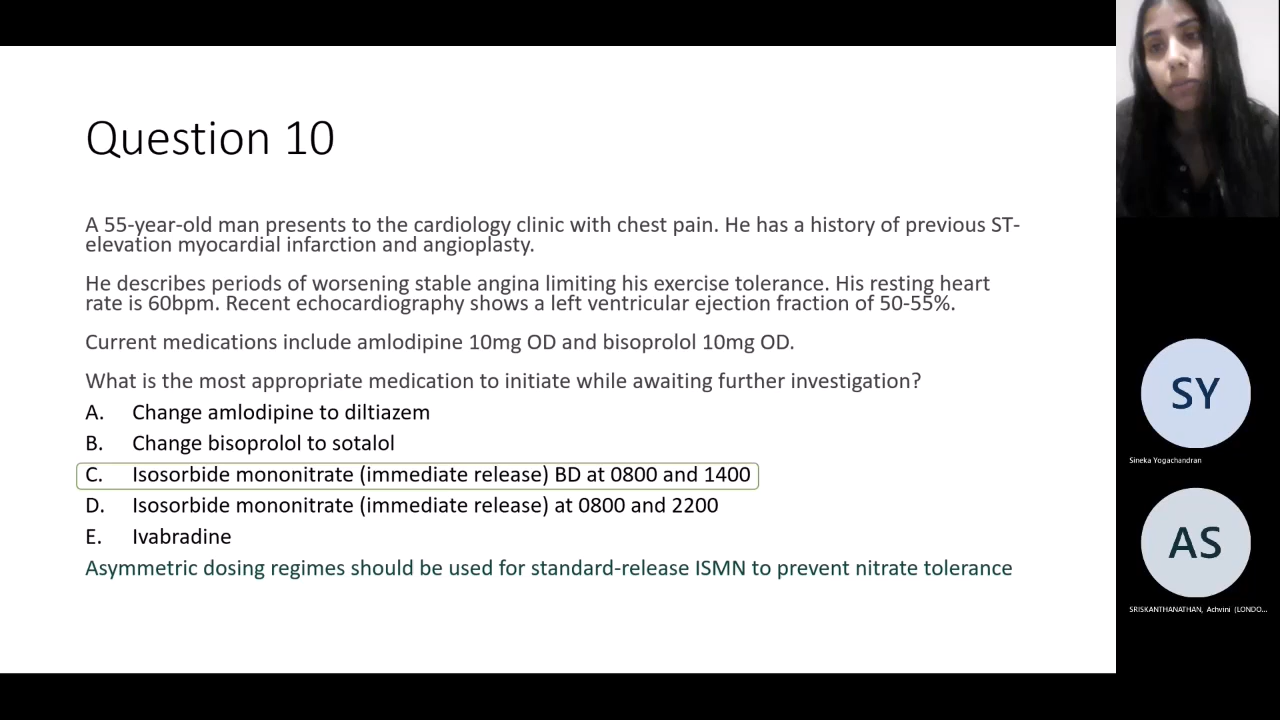 Question 10
A 55-year-old man presents to the cardiology clinic with chest pain. He has a history of previous ST-
elevation myocardial infarction and angioplasty.
He describes periods of worsening stable angina limiting his exercise tolerance. His resting heart
rate is 60bpm. Recent echocardiography shows a left ventricular ejection fraction of 50-55%.
Current medications include amlodipine 10mg OD and bisoprolol 10mg OD.
What is the most appropriate medication to initiate while awaiting further investigation?
A. Change amlodipine to diltiazem
B. Change bisoprolol to sotalol
C. Isosorbide mononitrate (immediate release) BD at 0800 and 1400
D. Isosorbide mononitrate (immediate release) at 0800 and 2200
E. Ivabradine
Asymmetric dosing regimes should be used for standard-release ISMN to prevent nitrate tolerance
SY
Sineka Yogachandran
AS
SRISKANTHANATHAN, Achvini (LONDO...